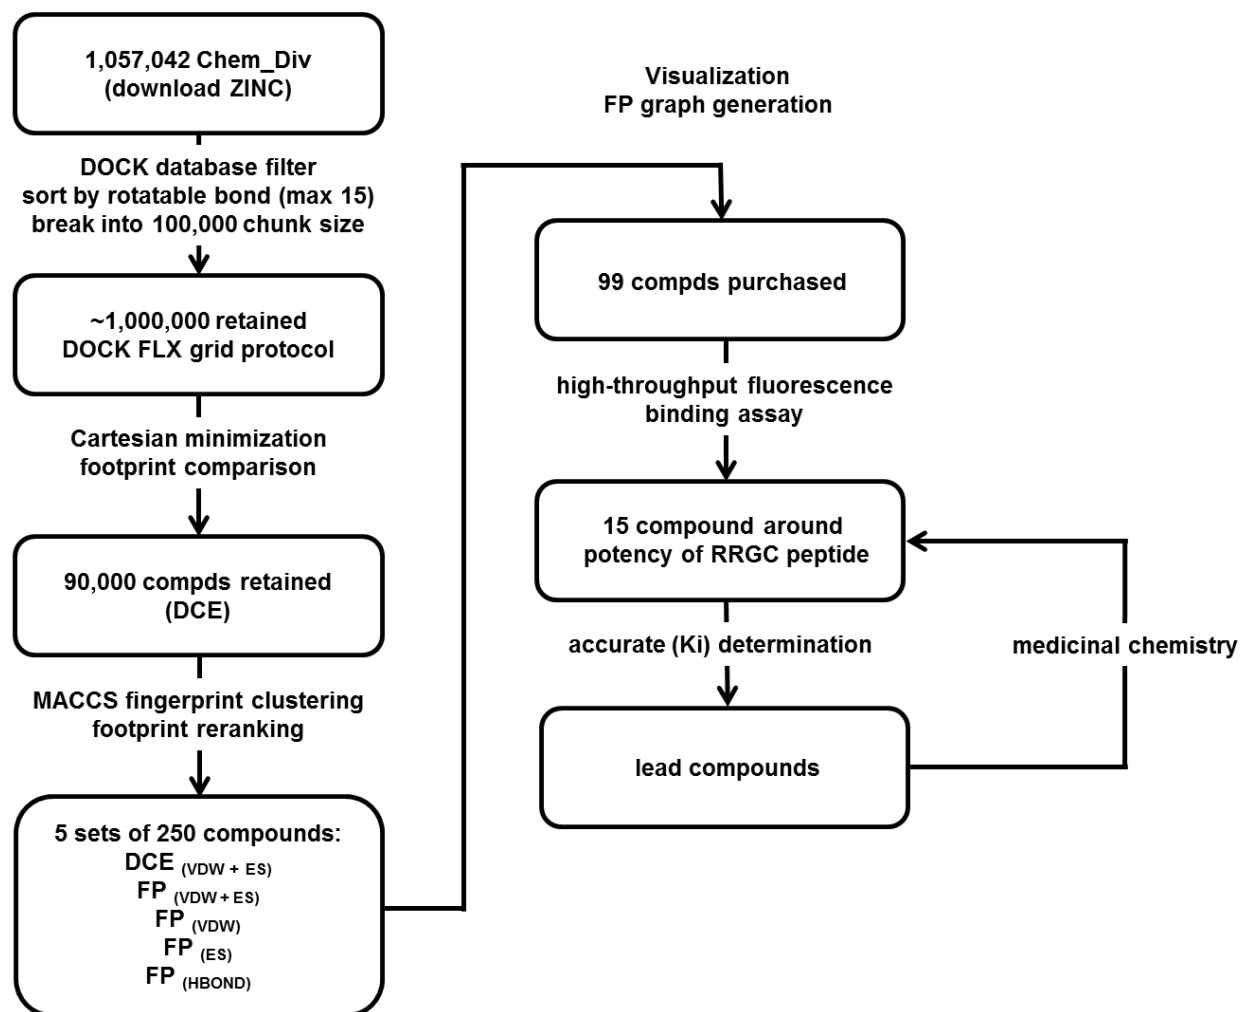 1,057,042 Chem_Div
(download ZINC)
DOCK database filter
sort by rotatable bond (max 15)
break into 100,000 chunk size
~1,000,000 retained
DOCK FLX grid protocol
Cartesian minimization
footprint comparison
90,000 compds retained
(DCE)
MACCS fingerprint clustering
footprint reranking
5 sets of 250 compounds:
DCE (VDW + ES)
FP (VDW + ES)
FP (VDW)
FP (ES)
FP (HBOND)
Visualization
FP graph generation
99 compds purchased
high-throughput fluorescence
binding assay
15 compound around
potency of RRGC peptide
accurate (Ki) determination
medicinal chemistry
lead compounds